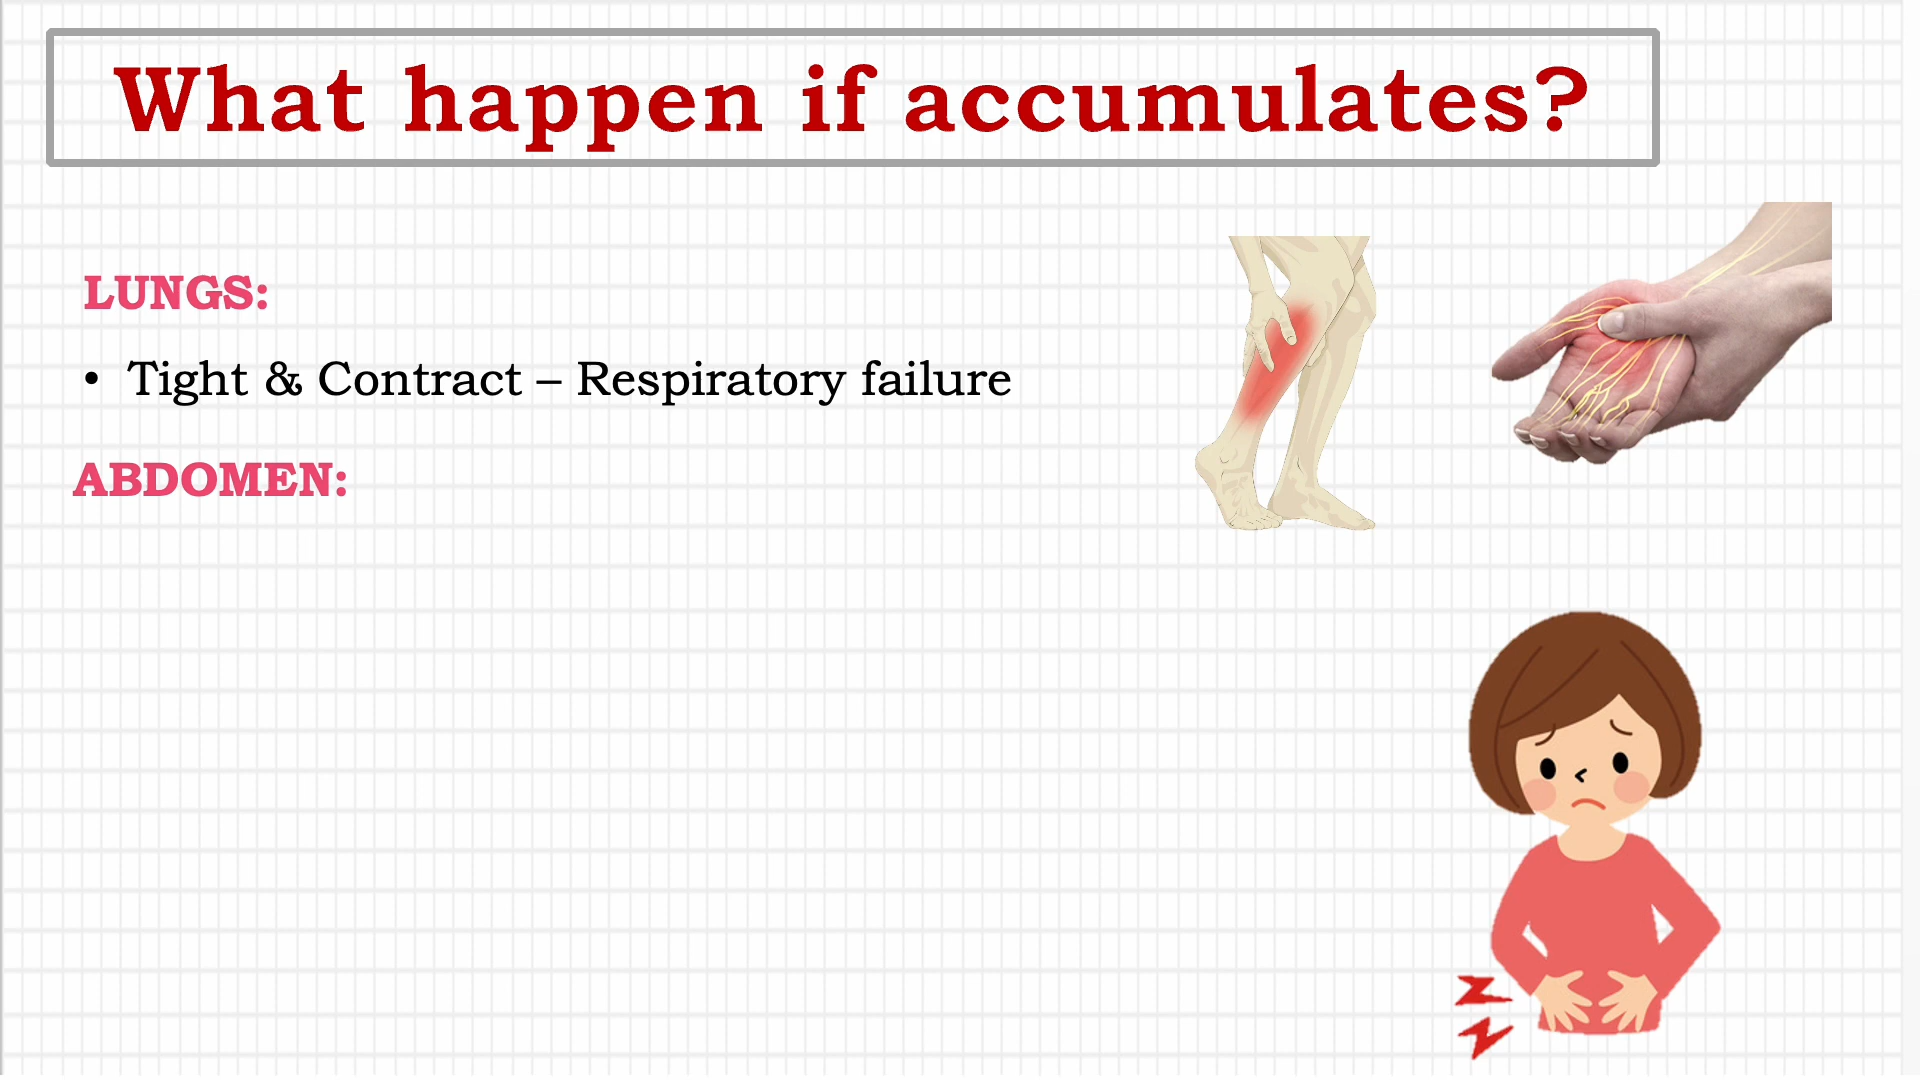 What happen if accumulates?
LUNGS:
• Tight & Contract – Respiratory failure
ABDOMEN: